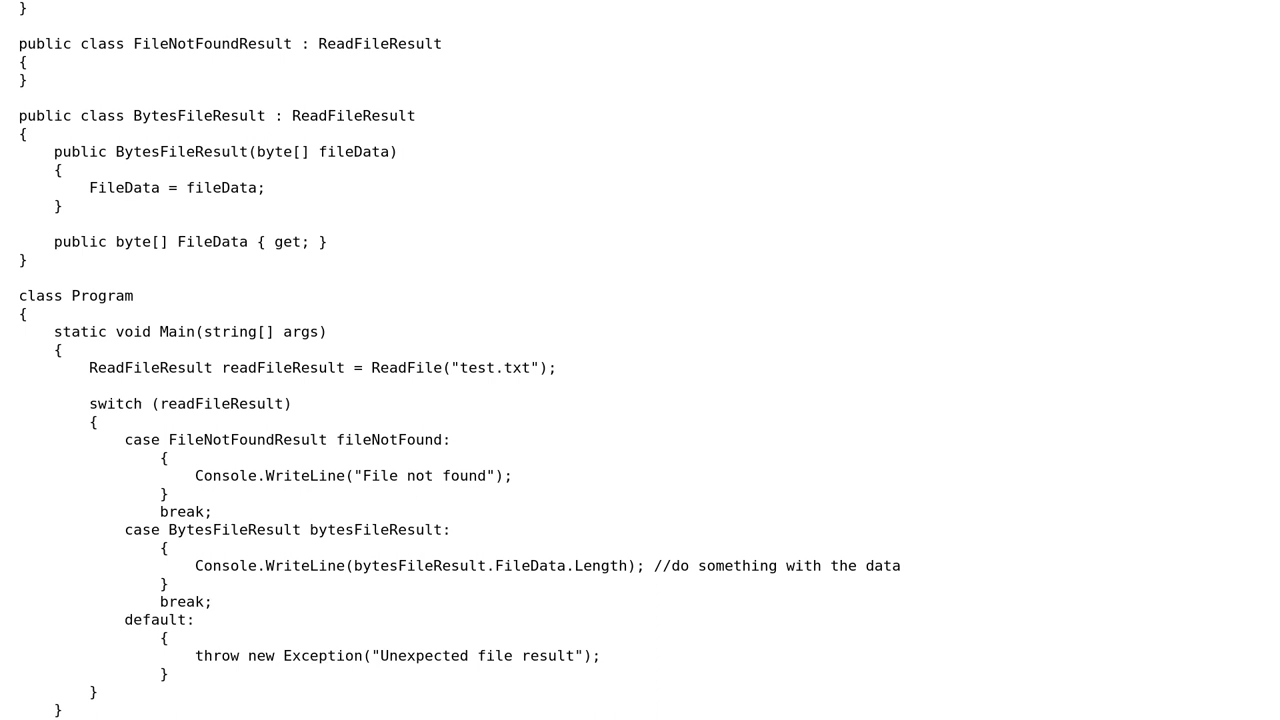 }
public class FileNotFoundResult : ReadFileResult
{
}
public class BytesFileResult : ReadFileResult
{
    public BytesFileResult(byte[] fileData)
    {
        FileData = fileData;
    }
    public byte[] FileData { get; }
}
class Program
{
    static void Main(string[] args)
    {
        ReadFileResult readFileResult = ReadFile("test.txt");
        switch (readFileResult)
        {
            case FileNotFoundResult fileNotFound:
                {
                    Console.WriteLine("File not found");
                }
                break;
            case BytesFileResult bytesFileResult:
                {
                    Console.WriteLine(bytesFileResult.FileData.Length); //do something with the data
                }
                break;
            default:
                {
                    throw new Exception("Unexpected file result");
                }
        }
    }